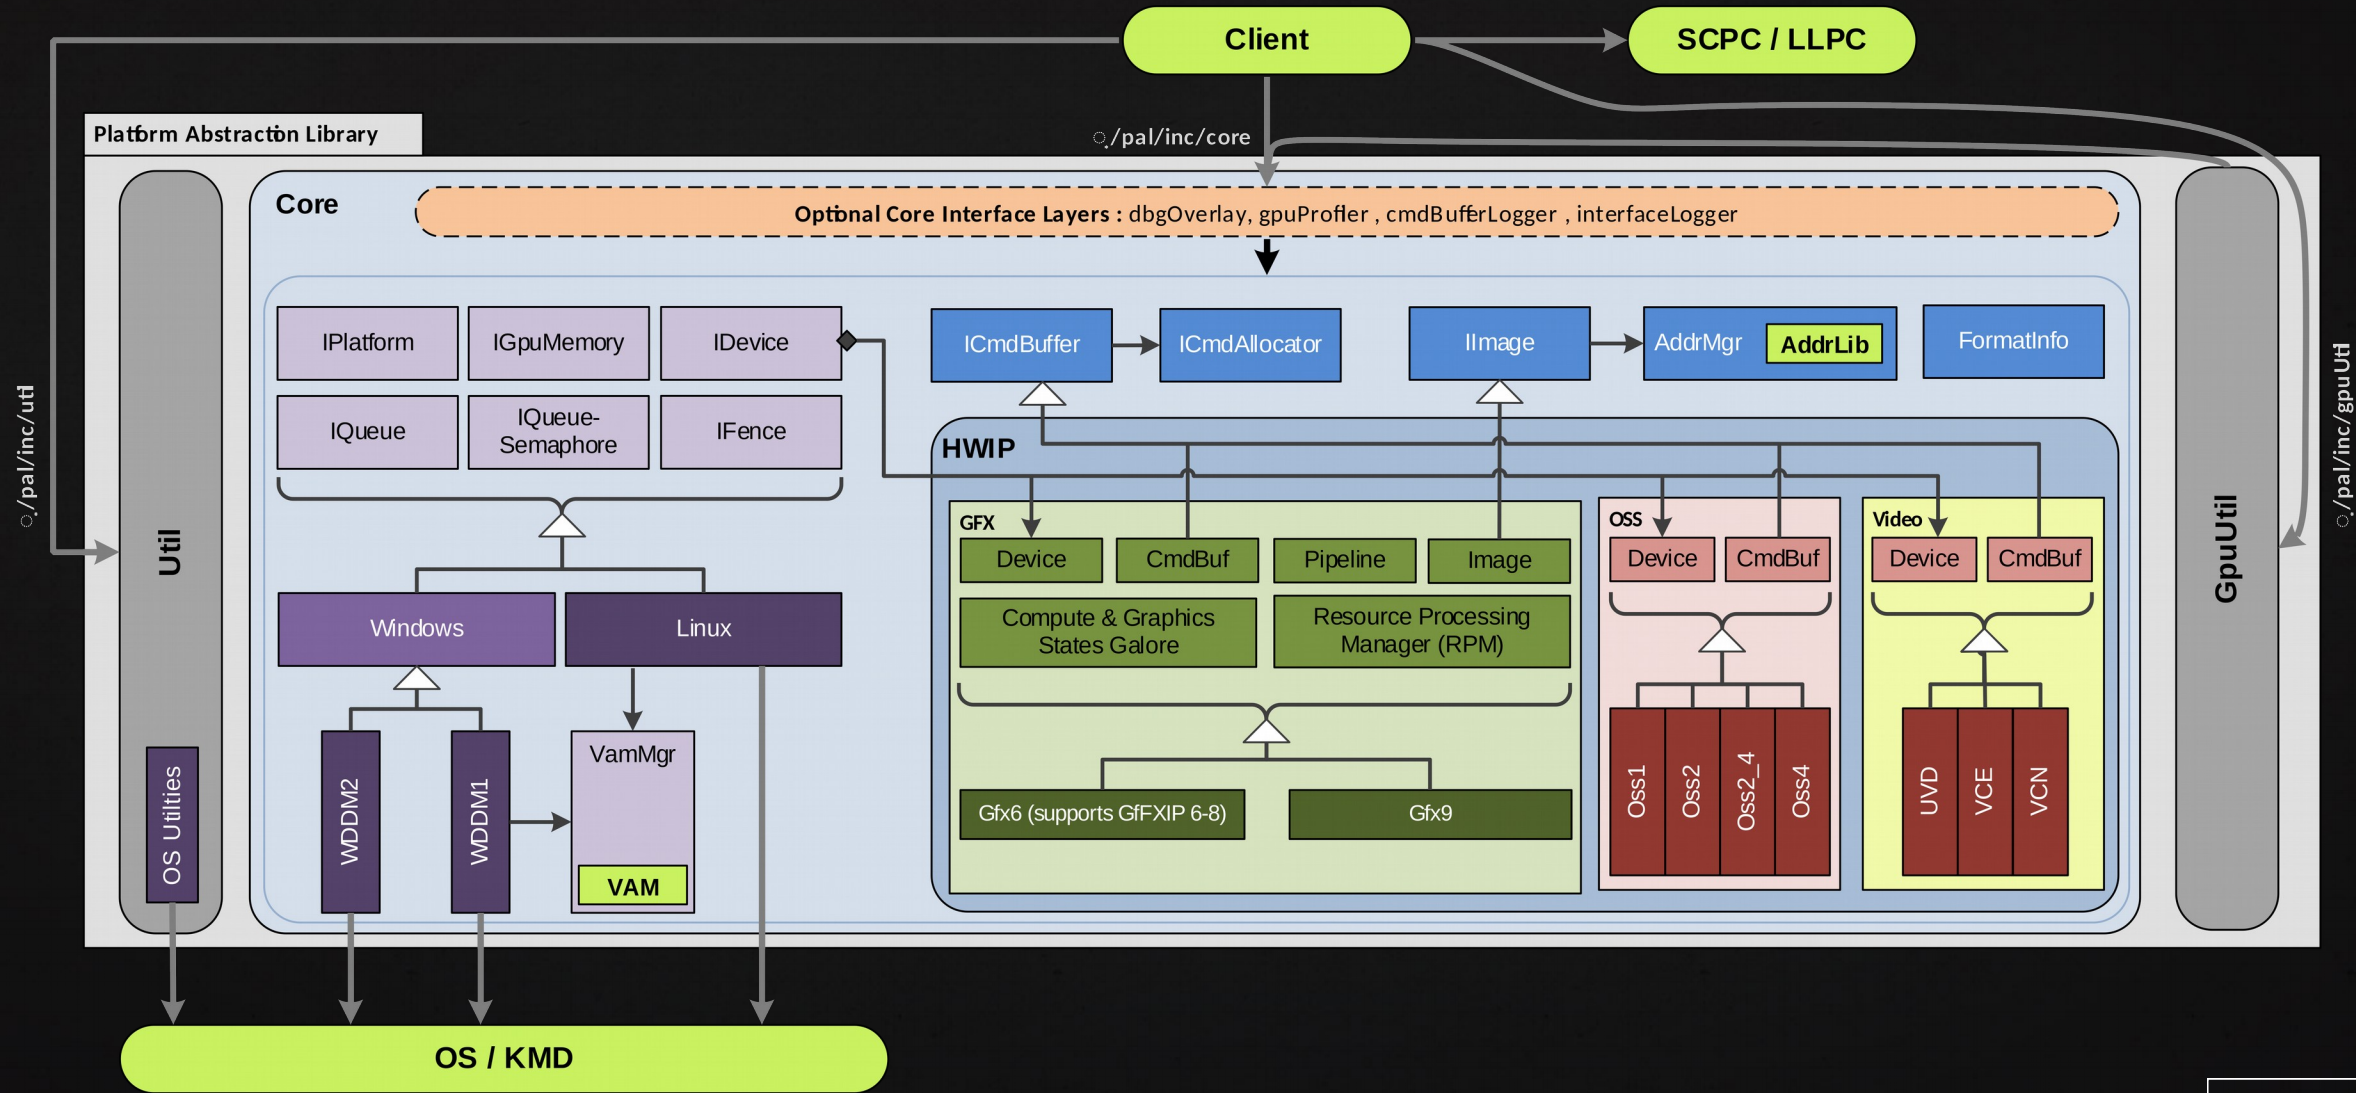 Client
SCPC / LLPC
Platform Abstraction Library
/pal/inc/core
Core
Optional Core Interface Layers : dbgOverlay, gpuProfler , cmdBufferLogger , interfaceLogger
IPlatform
IGpuMemory
IDevice
ICmdBuffer
ICmdAllocator
IImage
AddrMgr
AddrLib
FormatInfo
IQueue
IQueue-
Semaphore
IFence
HWIP
/pal/inc/utl
/pal/inc/gpuUtl
Util
GpuUtil
GFX
Device
CmdBuf
Pipeline
Image
Compute & Graphics
States Galore
Resource Processing
Manager (RPM)
OSS
Device
CmdBuf
Video
Device
CmdBuf
Windows
Linux
WDDM2
WDDM1
VamMgr
VAM
OS Utilities
Gfx6 (supports GfFXIP 6-8)
Gfx9
Oss1
Oss2
Oss2_4
Oss4
UVD
VCE
VCN
OS / KMD